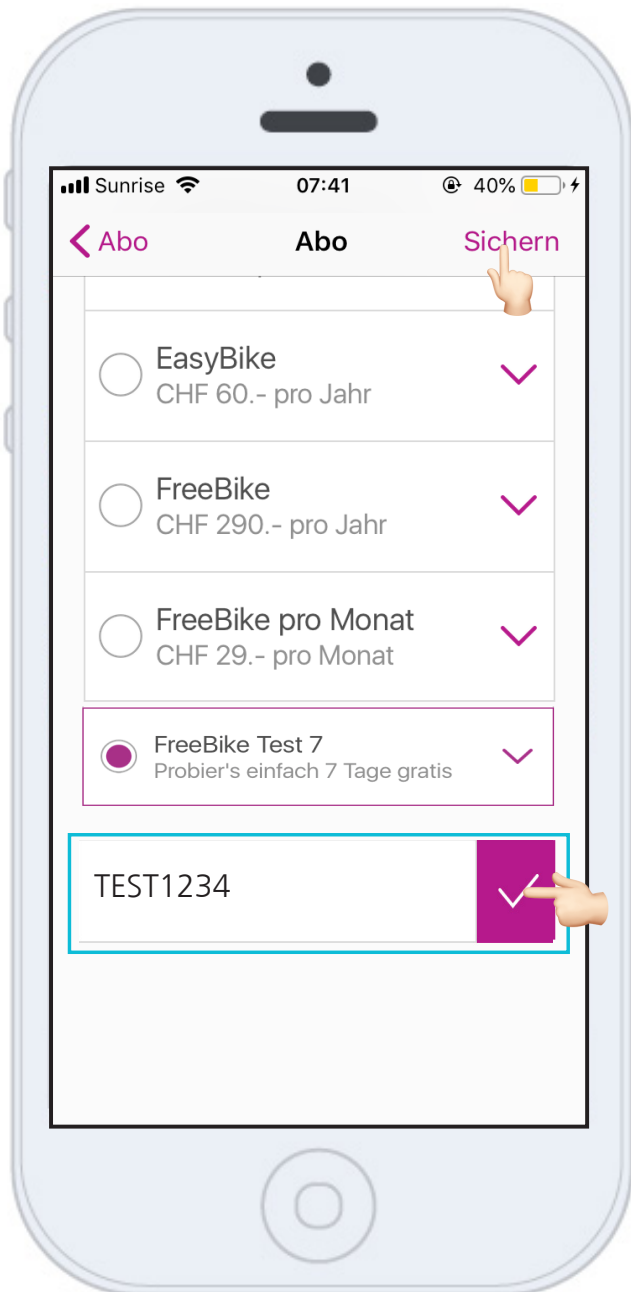 Sunrise 07:41 40%
Abo Abo Sichern
EasyBike
CHF 60.- pro Jahr
FreeBike
CHF 290.- pro Jahr
FreeBike pro Monat
CHF 29.- pro Monat
FreeBike Test 7
Probier's einfach 7 Tage gratis
TEST1234